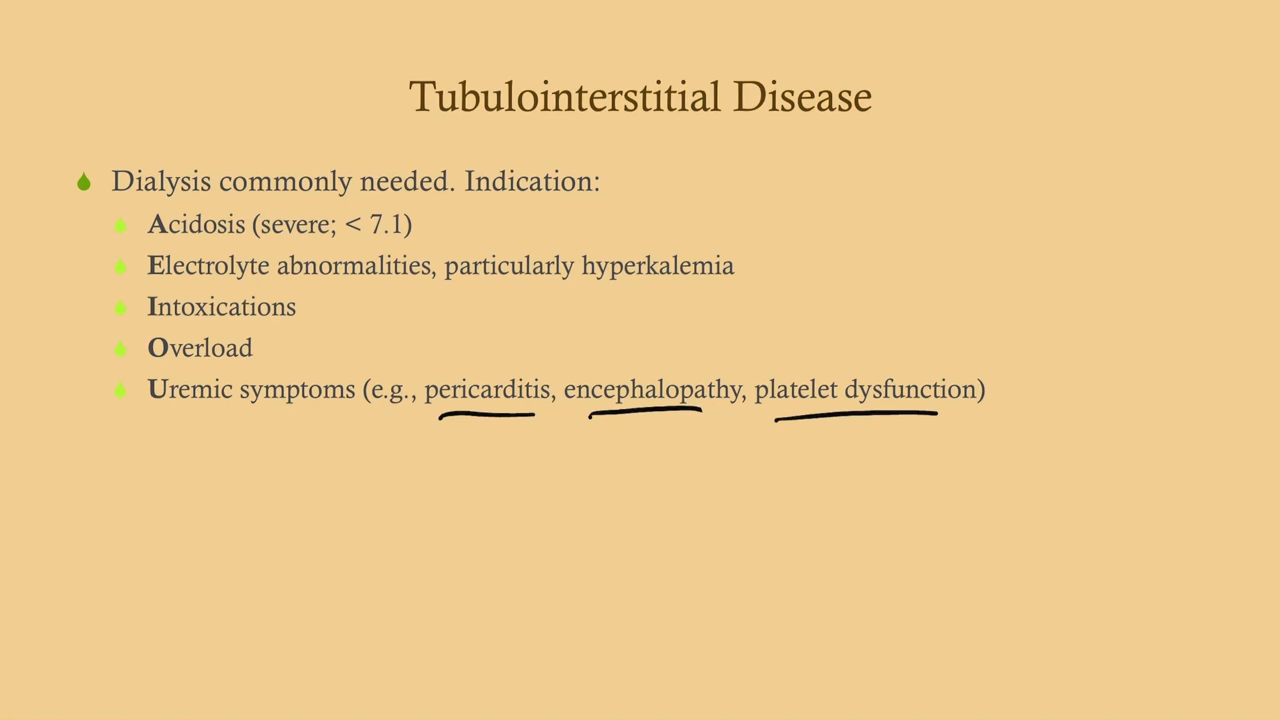 Tubulointerstitial Disease
Dialysis commonly needed. Indication:
Acidosis (severe; < 7.1)
Electrolyte abnormalities, particularly hyperkalemia
Intoxications
Overload
Uremic symptoms (e.g., pericarditis, encephalopathy, platelet dysfunction)